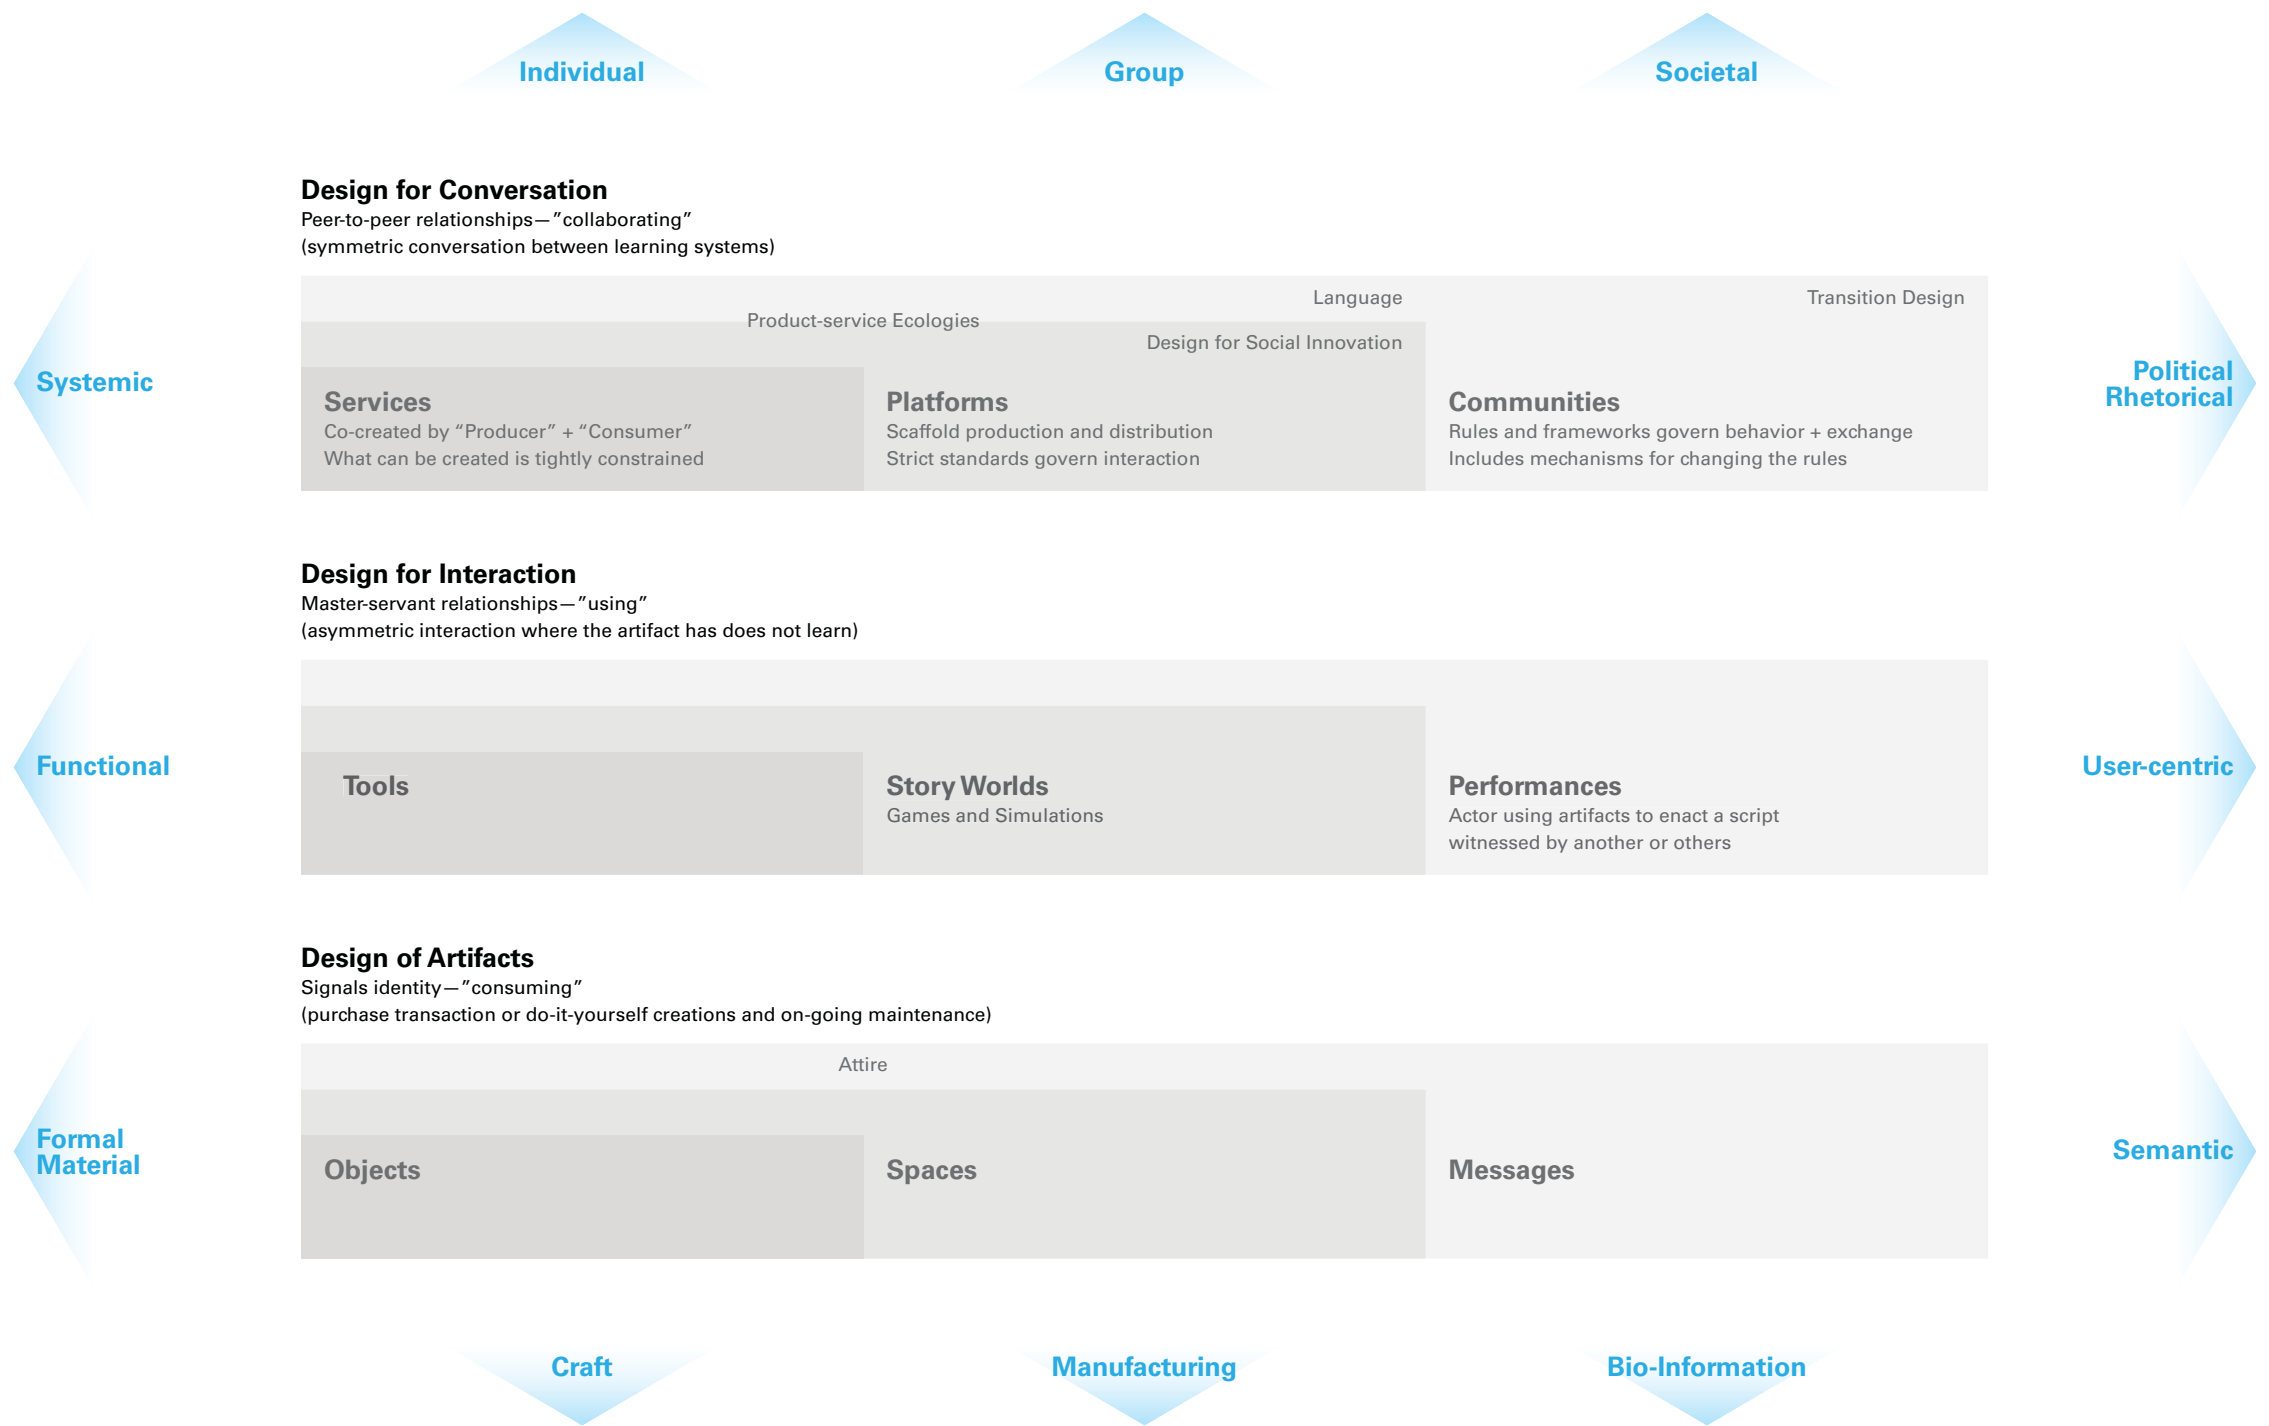 Individual
Group
Societal
Design for Conversation
Peer-to-peer relationships—”collaborating”
(symmetric conversation between learning systems)
Language
Transition Design
Product-service Ecologies
Design for Social Innovation
Systemic
Political
Rhetorical
Services
Co-created by “Producer” + “Consumer”
What can be created is tightly constrained
Platforms
Scaffold production and distribution
Strict standards govern interaction
Communities
Rules and frameworks govern behavior + exchange
Includes mechanisms for changing the rules
Design for Interaction
Master-servant relationships—”using”
(asymmetric interaction where the artifact has does not learn)
Functional
User-centric
Tools
Story Worlds
Games and Simulations
Performances
Actor using artifacts to enact a script
witnessed by another or others
Design of Artifacts
Signals identity—”consuming”
(purchase transaction or do-it-yourself creations and on-going maintenance)
Attire
Formal
Material
Semantic
Objects
Spaces
Messages
Craft
Manufacturing
Bio-Information